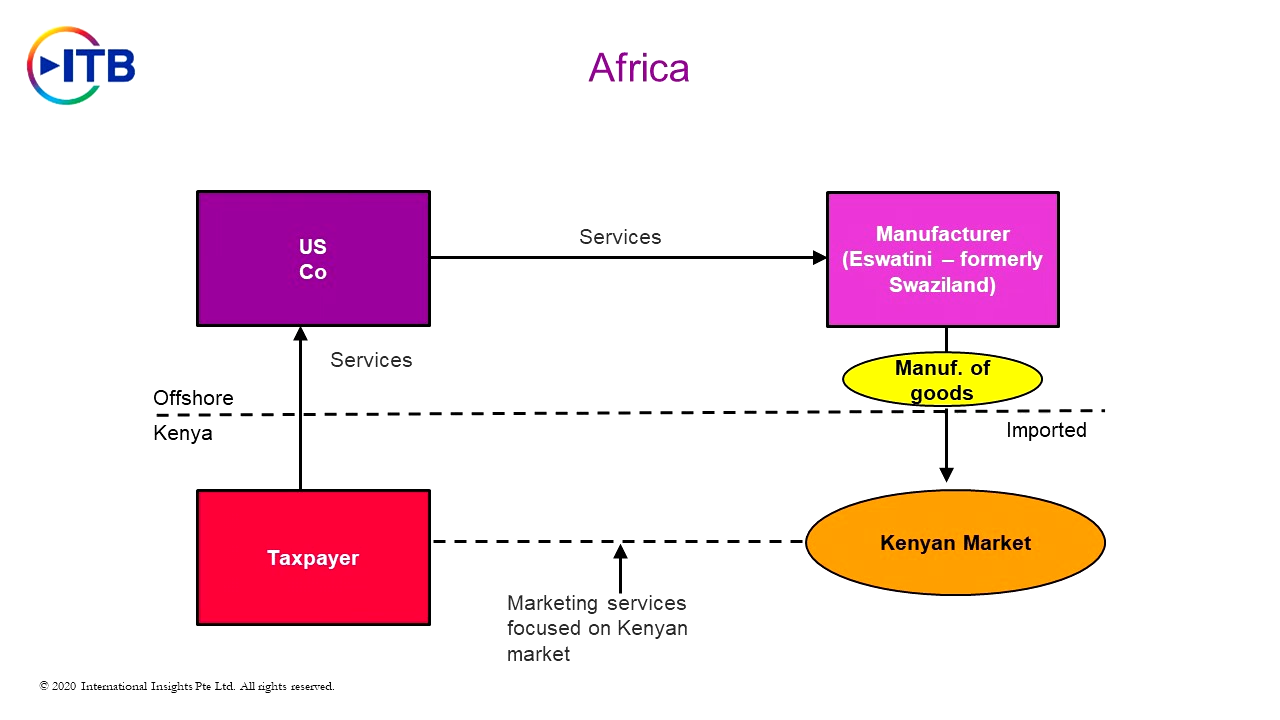 ITB
Africa
US
Co
Services
Manufacturer
(Eswatini – formerly
Swaziland)
Services
Manuf. of
goods
Offshore
Kenya
Imported
Taxpayer
Kenyan Market
Marketing services
focused on Kenyan
market
© 2020 International Insights Pte Ltd. All rights reserved.